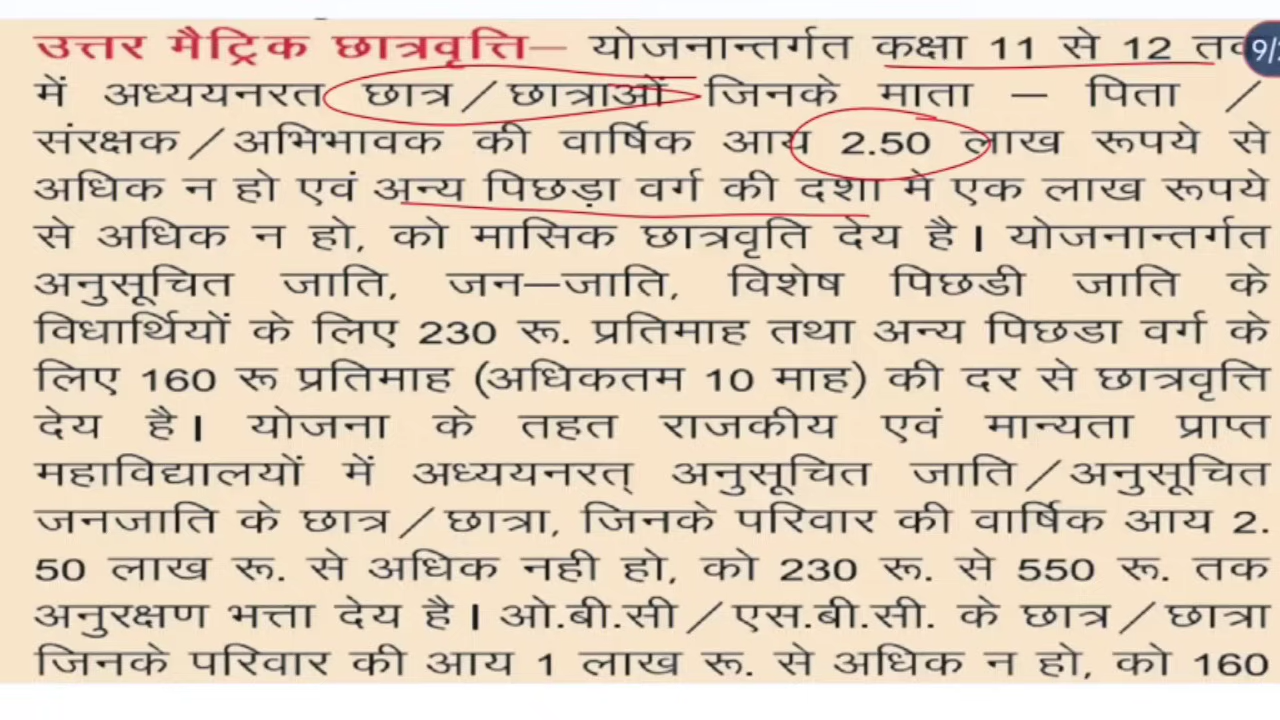 उत्तर मैट्रिक छात्रवृत्ति– योजनान्तर्गत कक्षा 11 से 12 तक
9/
में अध्ययनरत छात्र/छात्राओं जिनके माता – पिता /
संरक्षक/अभिभावक की वार्षिक आय 2.50 लाख रूपये से
अधिक न हो एवं अन्य पिछड़ा वर्ग की दशा मे एक लाख रूपये
से अधिक न हो, को मासिक छात्रवृति देय है। योजनान्तर्गत
अनुसूचित जाति, जन–जाति, विशेष पिछडी जाति के
विधार्थियों के लिए 230 रू. प्रतिमाह तथा अन्य पिछडा वर्ग के
लिए 160 रू प्रतिमाह (अधिकतम 10 माह) की दर से छात्रवृत्ति
देय है। योजना के तहत राजकीय एवं मान्यता प्राप्त
महाविद्यालयों में अध्ययनरत् अनुसूचित जाति/अनुसूचित
जनजाति के छात्र/छात्रा, जिनके परिवार की वार्षिक आय 2.
50 लाख रू. से अधिक नही हो, को 230 रू. से 550 रू. तक
अनुरक्षण भत्ता देय है। ओ.बी.सी/एस.बी.सी. के छात्र/छात्रा
जिनके परिवार की आय 1 लाख रू. से अधिक न हो, को 160